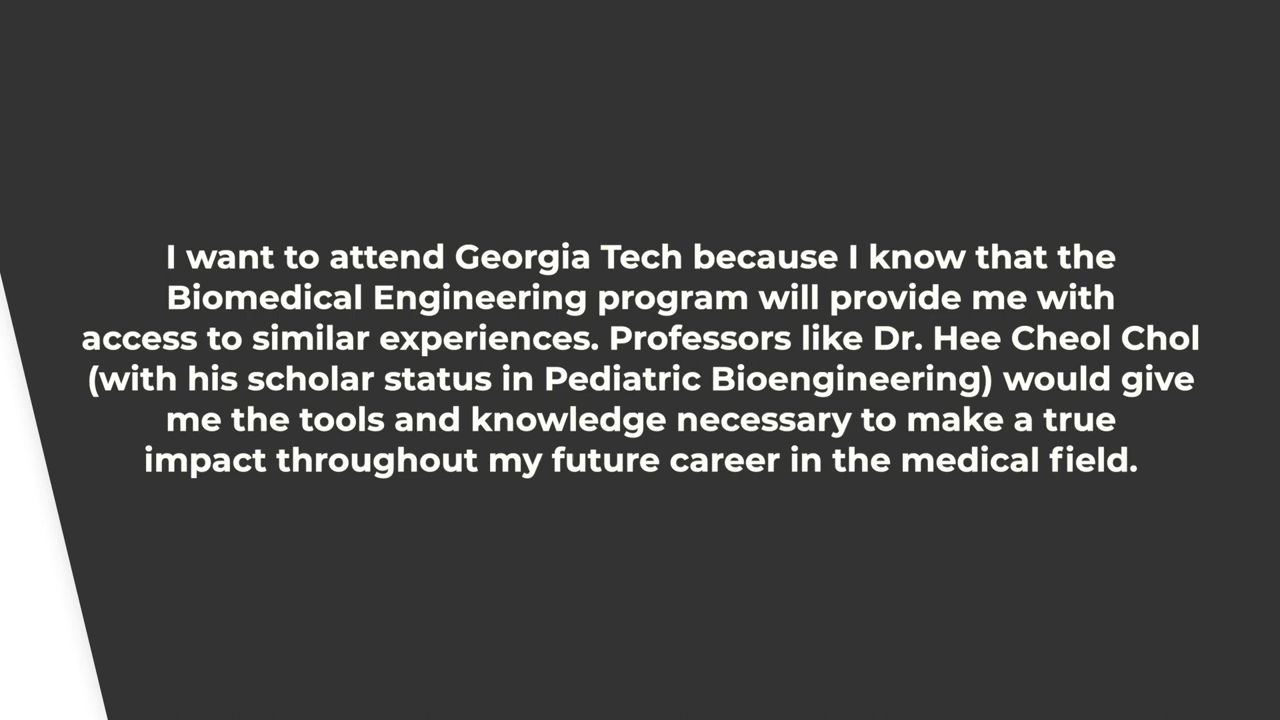 I want to attend Georgia Tech because I know that the
Biomedical Engineering program will provide me with
access to similar experiences. Professors like Dr. Hee Cheol Chol
(with his scholar status in Pediatric Bioengineering) would give
me the tools and knowledge necessary to make a true
impact throughout my future career in the medical field.